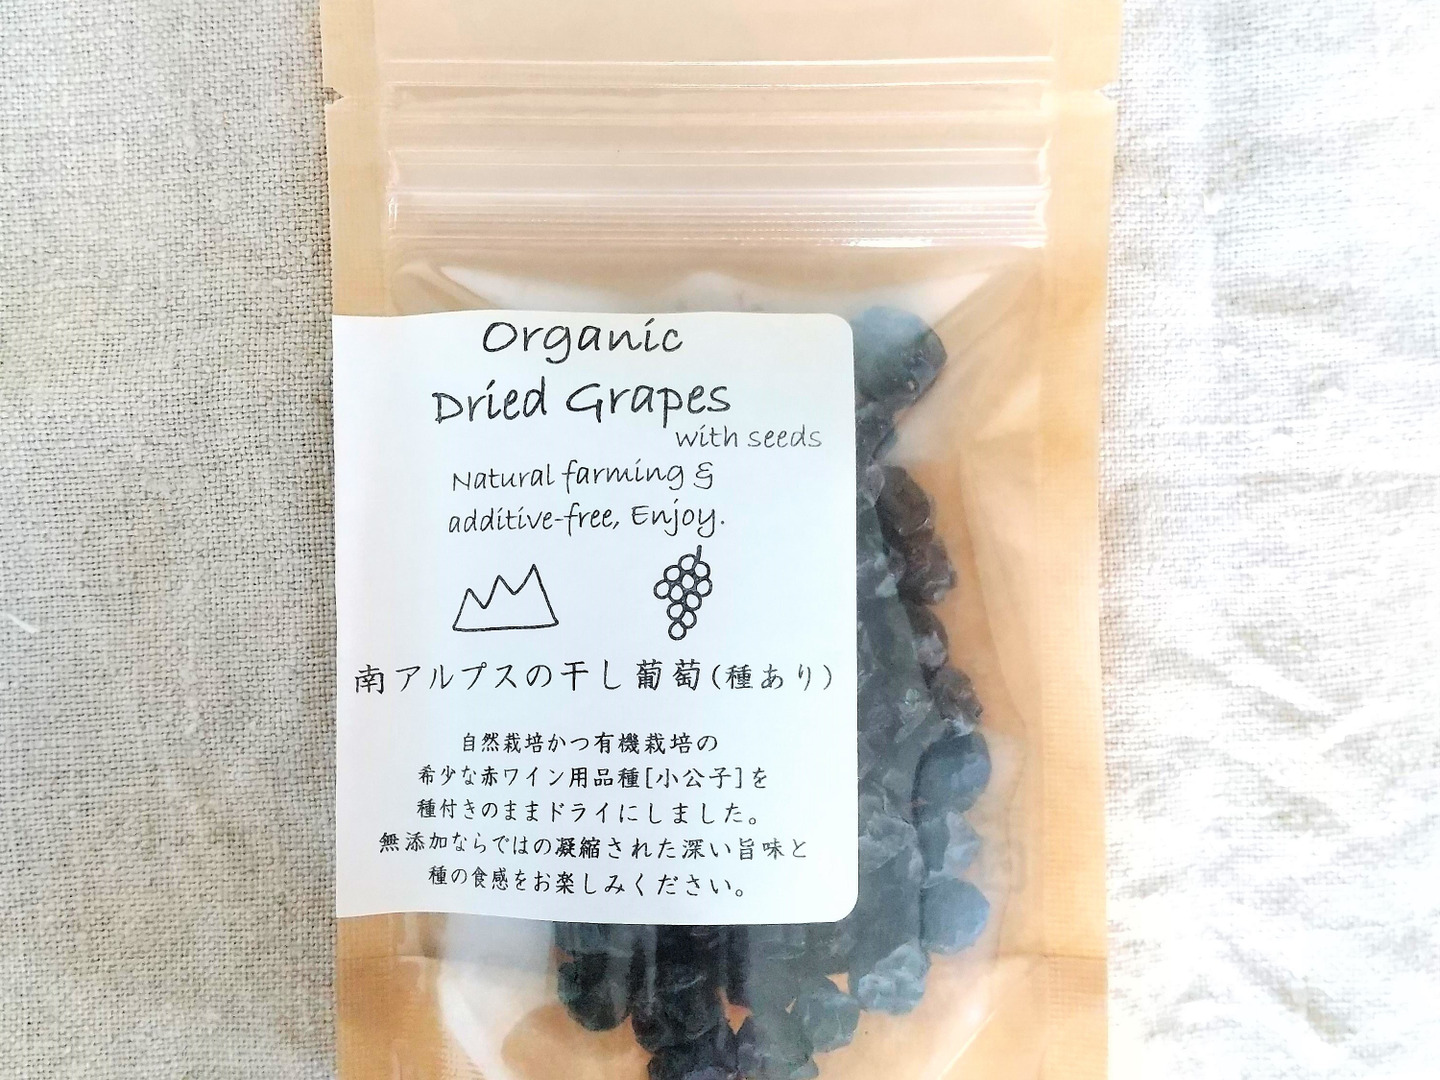 Organic
Dried Grapes
with seeds
Natural farming &
additive-free, Enjoy.
南アルプスの干し葡萄(種あり)
自然栽培かつ有機栽培の
希少な赤ワイン用品種[小公子]を
種付きのままドライにしました。
無添加ならではの凝縮された深い旨味と
種の食感をお楽しみください。